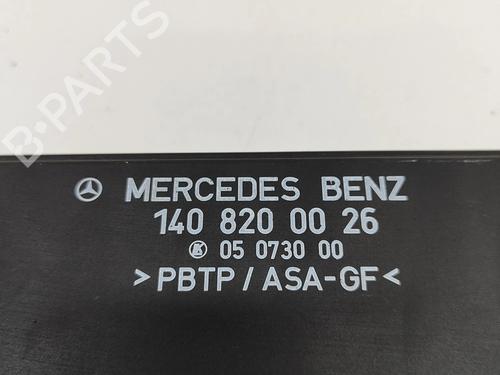 B-PARTS
MERCEDES BENZ
140 820 00 26
05 0730 00
>PBTP / ASA-GF<